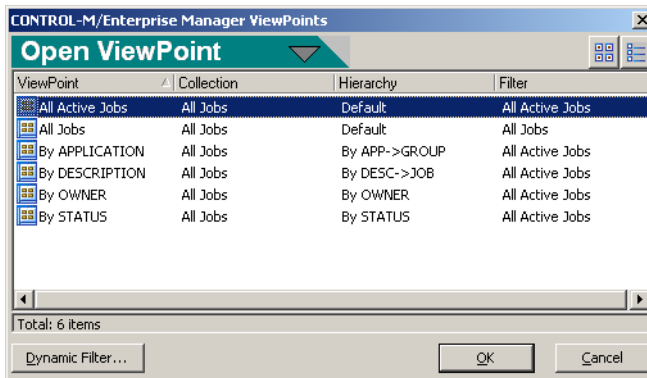 CONTROL-M/Enterprise Manager ViewPoints
Open ViewPoint
ViewPoint Collection Hierarchy Filter
All Active Jobs All Jobs Default All Active Jobs
All Jobs All Jobs Default All Jobs
By APPLICATION All Jobs By APP->GROUP All Active Jobs
By DESCRIPTION All Jobs By DESC->JOB All Active Jobs
By OWNER All Jobs By OWNER All Active Jobs
By STATUS All Jobs By STATUS All Active Jobs
Total: 6 items
Dynamic Filter... OK Cancel